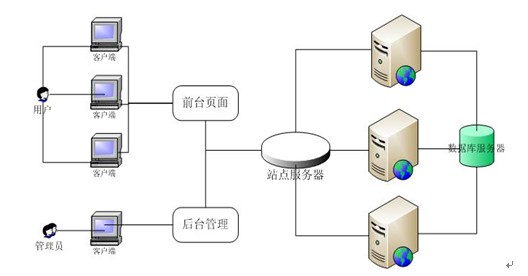 客户端
用户
客户端
前台页面
客户端
站点服务器
数据库服务器
后台管理
管理员
客户端